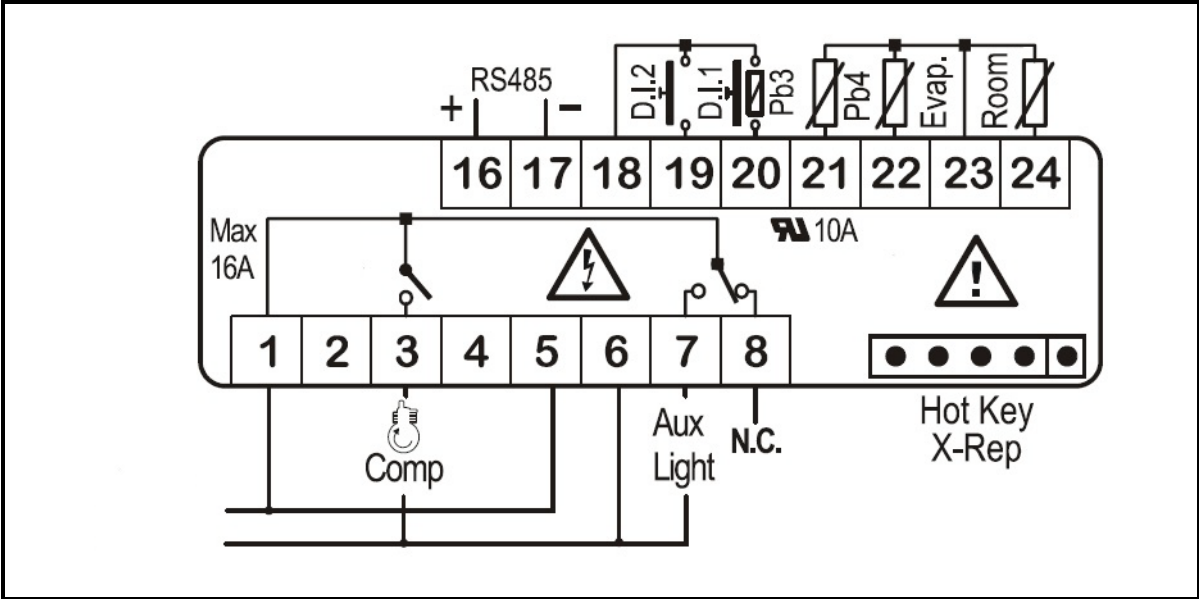 RS485
+ −
D.I.2
D.I.1
Pb3
Pb4
Evap.
Room
16 17 18 19 20 21 22 23 24
Max
16A
10A
1 2 3 4 5 6 7 8
Comp
Aux
Light
N.C.
Hot Key
X-Rep